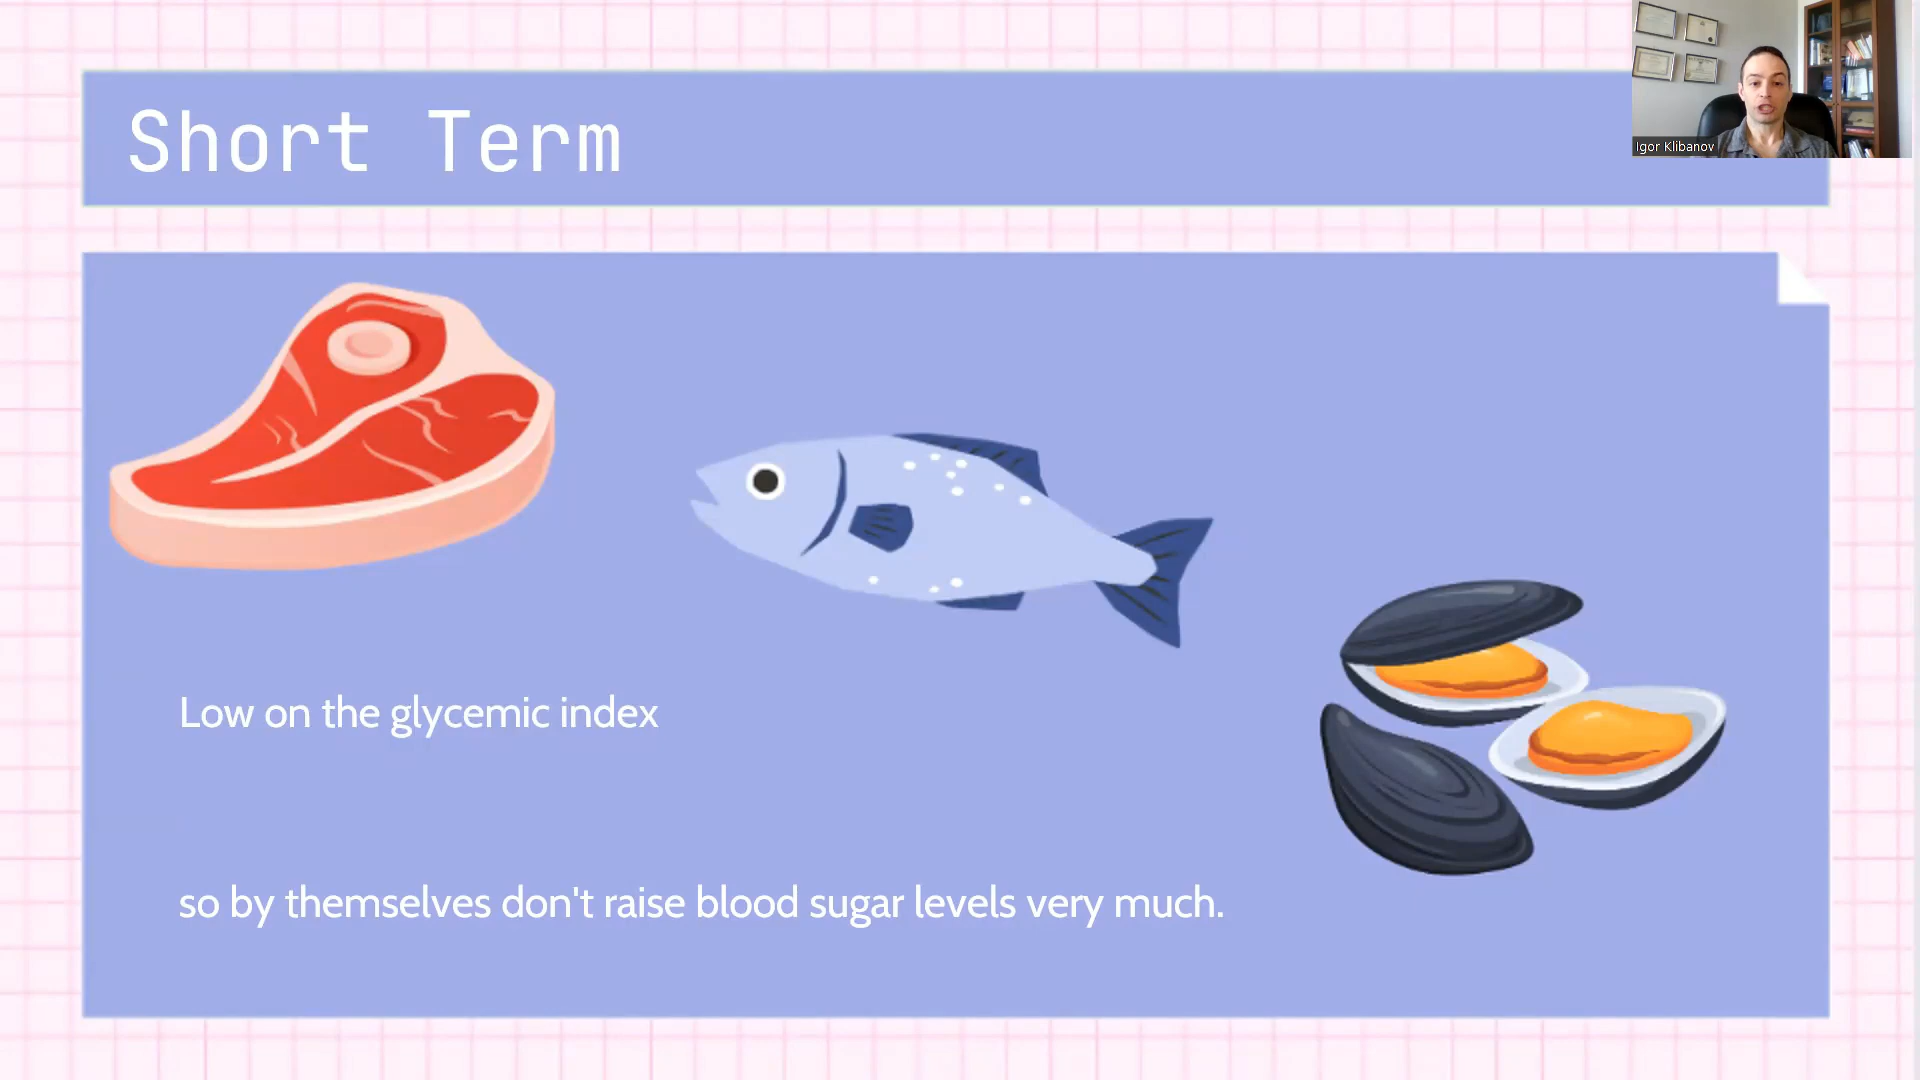 Short Term
Igor Klibanov
Low on the glycemic index
so by themselves don't raise blood sugar levels very much.